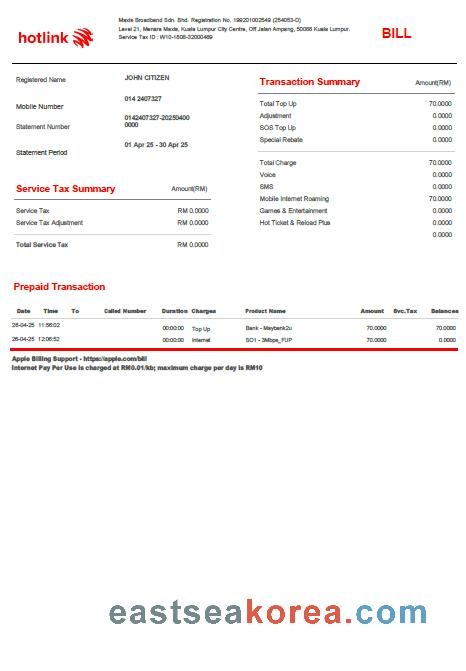 hotlink
Maxis Broadband Sdn. Bhd. Registration No. 199201002549 (254053-D)
Level 21, Menara Maxis, Kuala Lumpur City Centre, Off Jalan Ampang, 50088 Kuala Lumpur.
Service Tax ID : W10-1808-32000489
BILL
Registered Name JOHN CITIZEN
Mobile Number 014 2407327
Statement Number 0142407327-20250400
0000
Statement Period 01 Apr 25 - 30 Apr 25
Transaction Summary Amount(RM)
Total Top Up 70.0000
Adjustment 0.0000
SOS Top Up 0.0000
Special Rebate 0.0000
Total Charge 70.0000
Voice 0.0000
SMS 0.0000
Mobile Internet Roaming 70.0000
Games & Entertainment 0.0000
Hot Ticket & Reload Plus 0.0000
0.0000
Service Tax Summary Amount(RM)
Service Tax RM 0.0000
Service Tax Adjustment RM 0.0000
Total Service Tax RM 0.0000
Prepaid Transaction
Date Time To Called Number Duration Charges Product Name Amount Svc.Tax Balances
26-04-25 11:56:02 00:00:00 Top Up Bank - Maybank2u 70.0000 70.0000
26-04-25 12:06:52 00:00:00 Internet SO1 - 3Mbps_FUP 70.0000 0.0000
Apple Billing Support - https://apple.com/bill
Internet Pay Per Use is charged at RM0.01/kb; maximum charge per day is RM10
eastseakorea.com